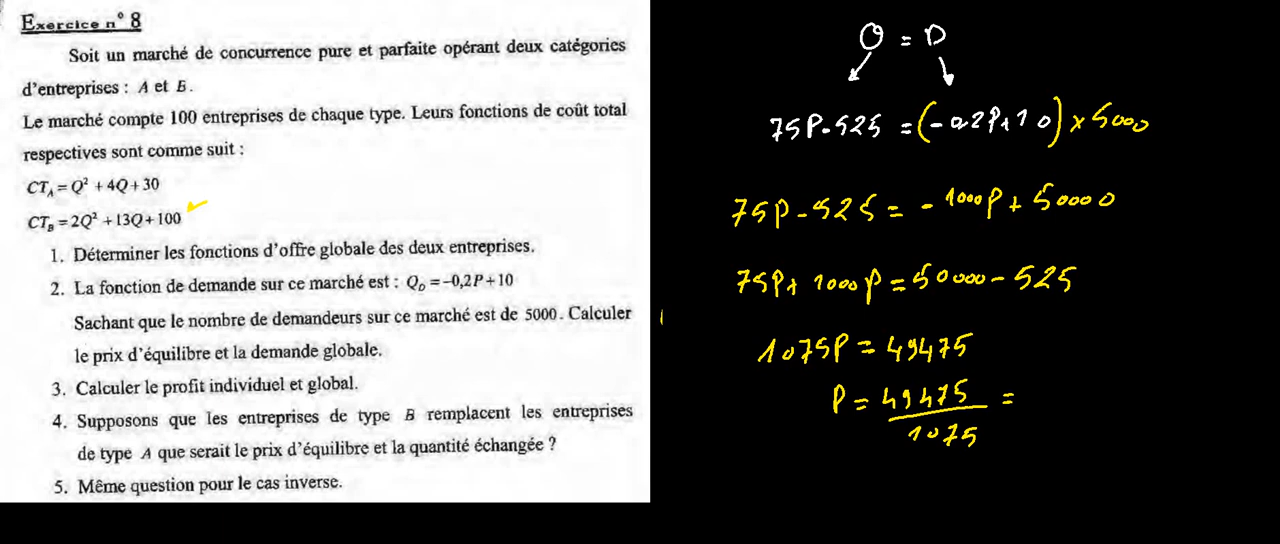 Exercice n° 8
Soit un marché de concurrence pure et parfaite opérant deux catégories
d'entreprises : A et B.
Le marché compte 100 entreprises de chaque type. Leurs fonctions de coût total
respectives sont comme suit :
CT_A = Q² + 4Q + 30
CT_B = 2Q² + 13Q + 100
1. Déterminer les fonctions d'offre globale des deux entreprises.
2. La fonction de demande sur ce marché est : Q_D = -0,2P + 10
Sachant que le nombre de demandeurs sur ce marché est de 5000. Calculer
le prix d'équilibre et la demande globale.
3. Calculer le profit individuel et global.
4. Supposons que les entreprises de type B remplacent les entreprises
de type A que serait le prix d'équilibre et la quantité échangée ?
5. Même question pour le cas inverse.
O = D
75P - 525 = (-0.2P + 10) × 5000
75P - 525 = - 1000P + 50000
75P + 1000P = 50000 - 525
1075P = 49475
P = 49475 / 1075 =